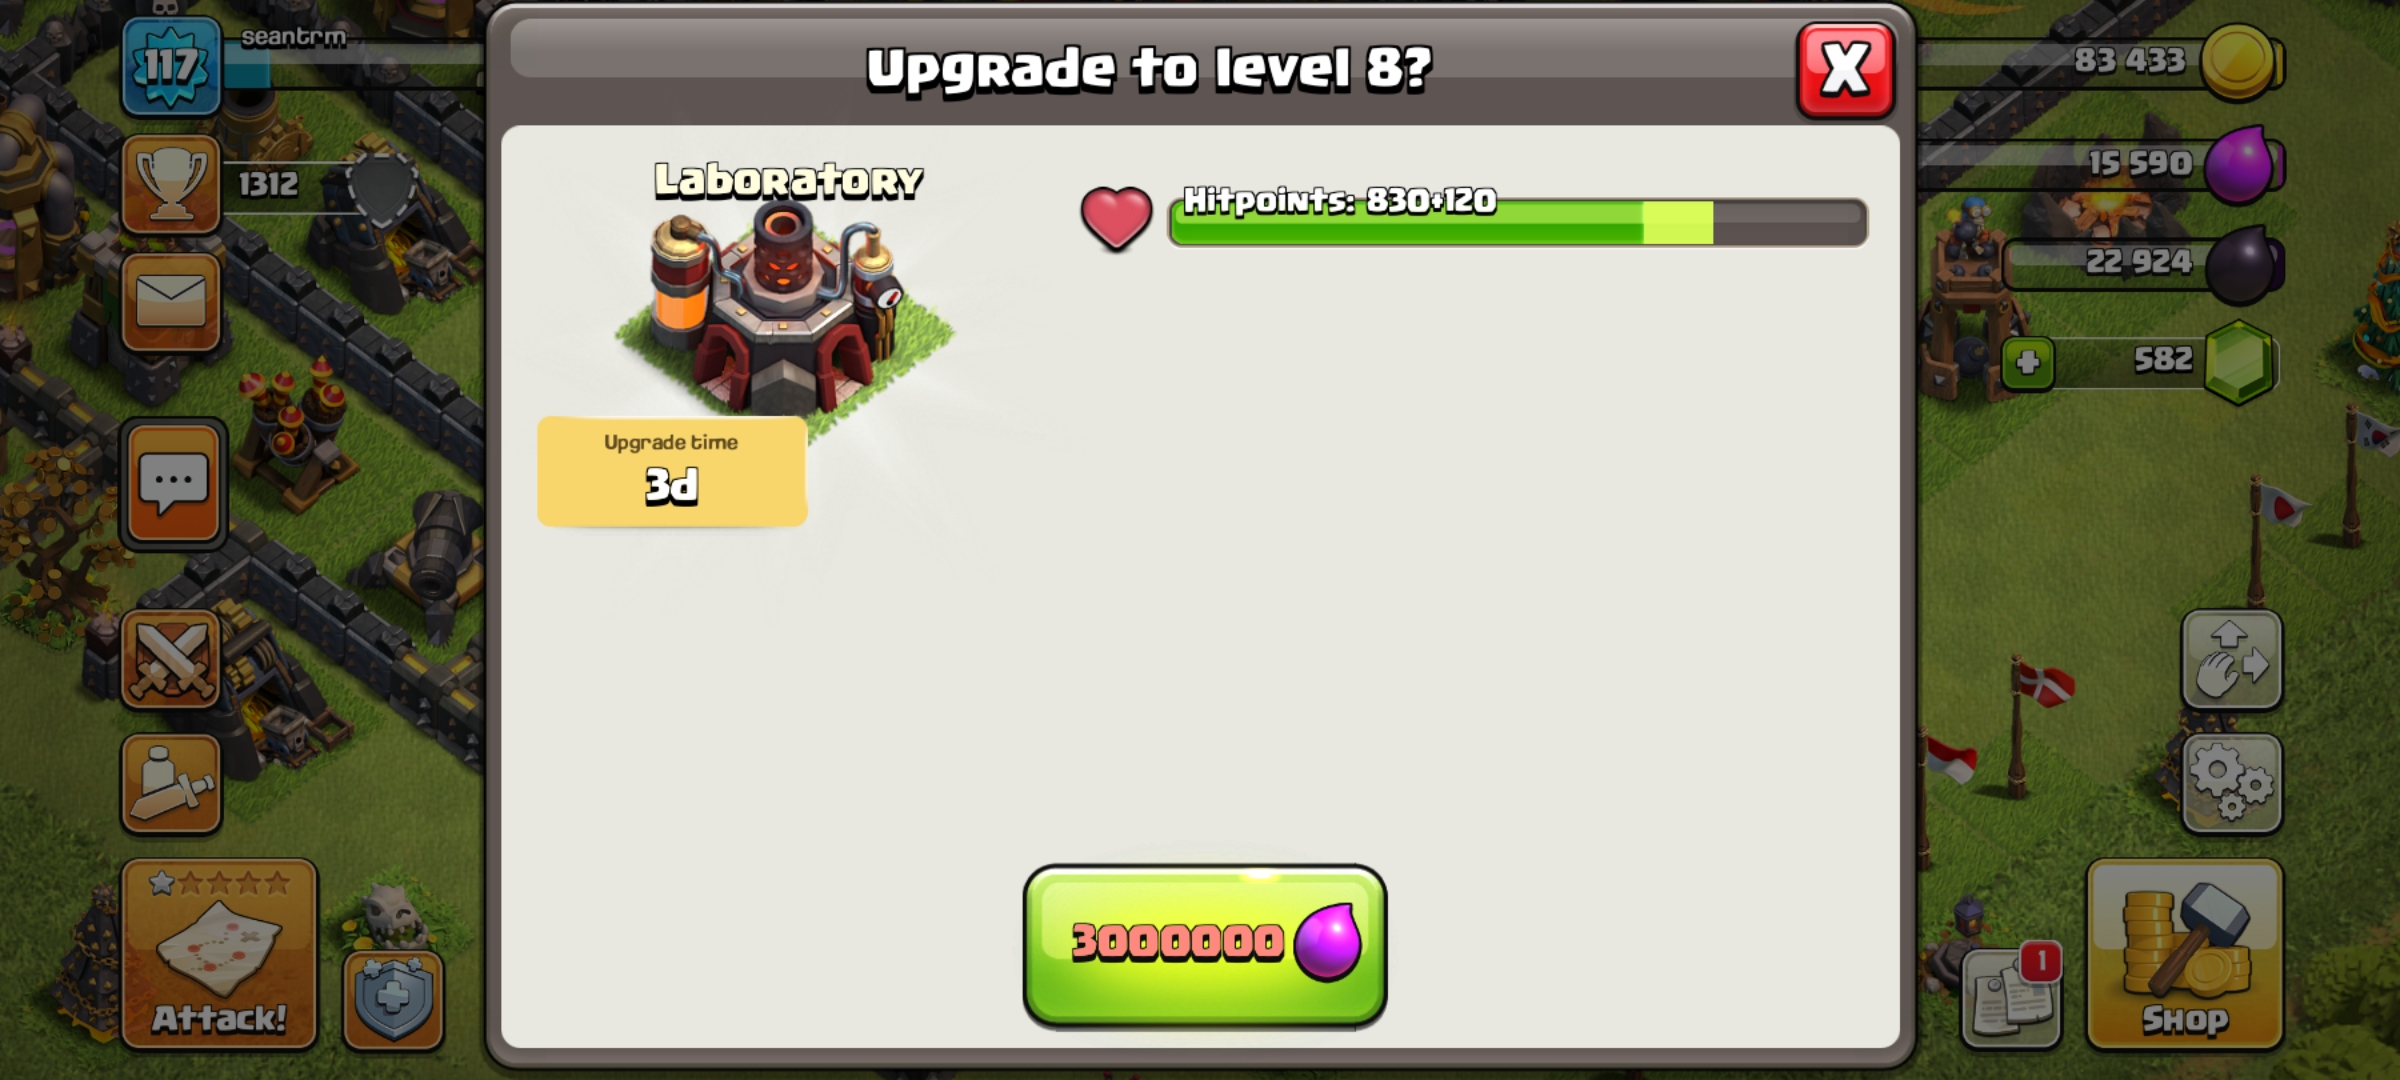 117
seantrm
1312
Upgrade to level 8?
X
Laboratory
Hitpoints: 830+120
Upgrade time
3d
3000000
83 433
15 590
22 924
582
Attack!
1
Shop